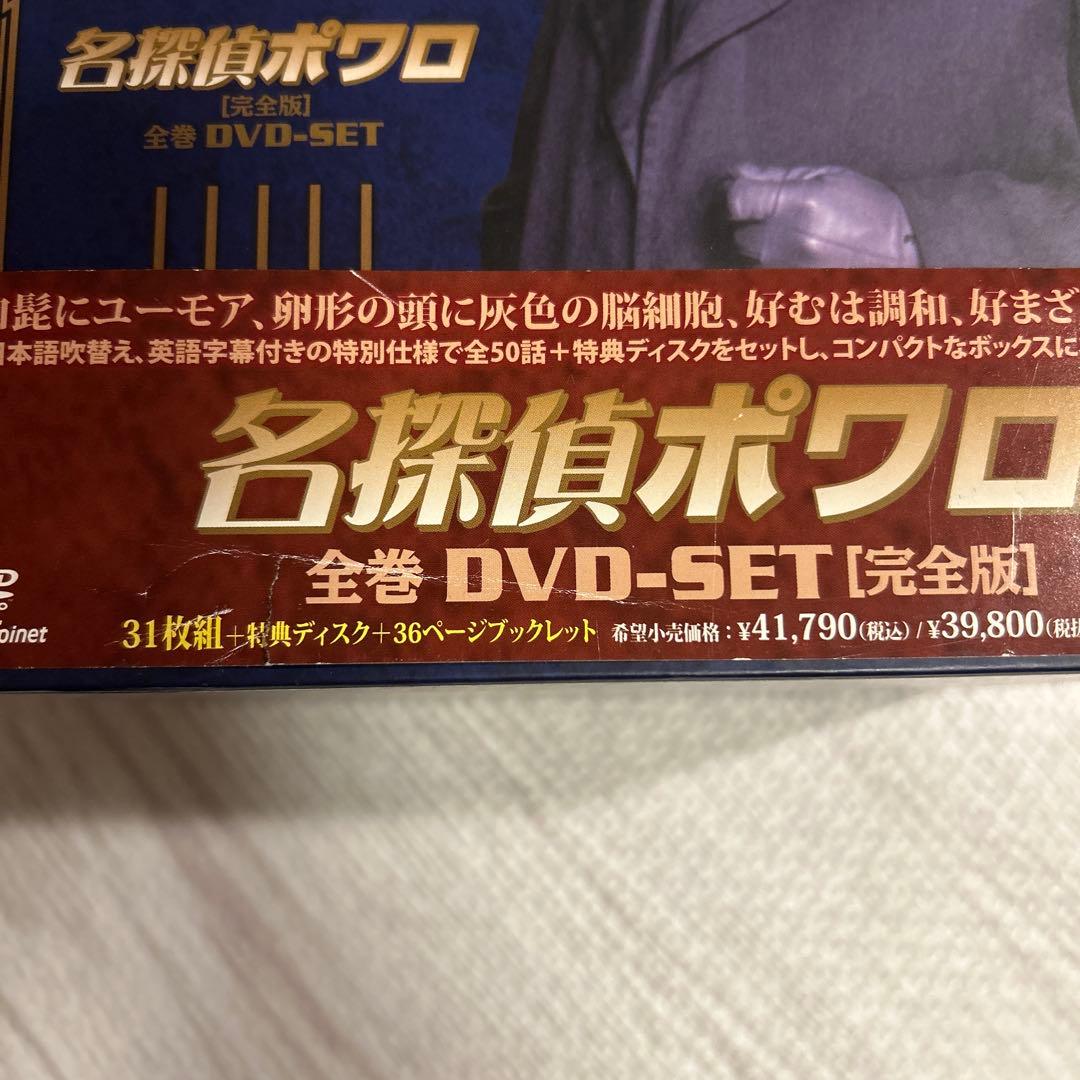 名探偵ポワロ
[完全版]
全巻 DVD-SET
髭にユーモア、卵形の頭に灰色の脳細胞、好むは調和、好まざ
日本語吹替え、英語字幕付きの特別仕様で全50話+特典ディスクをセットし、コンパクトなボックスに
名探偵ポワロ
全巻 DVD-SET [完全版]
31枚組+特典ディスク+36ページブックレット 希望小売価格:¥41,790(税込)/¥39,800(税抜
oinet